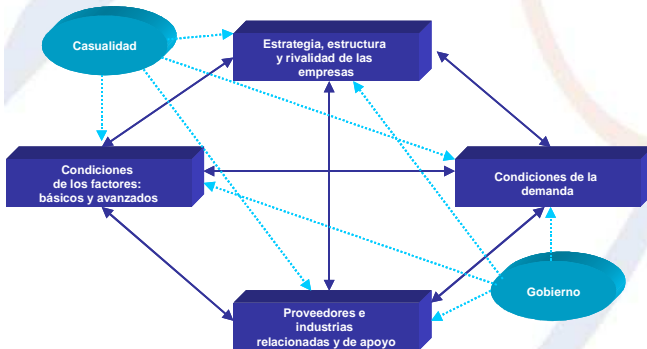 Casualidad
Estrategia, estructura
y rivalidad de las
empresas
Condiciones
de los factores:
básicos y avanzados
Condiciones de la
demanda
Gobierno
Proveedores e
industrias
relacionadas y de apoyo